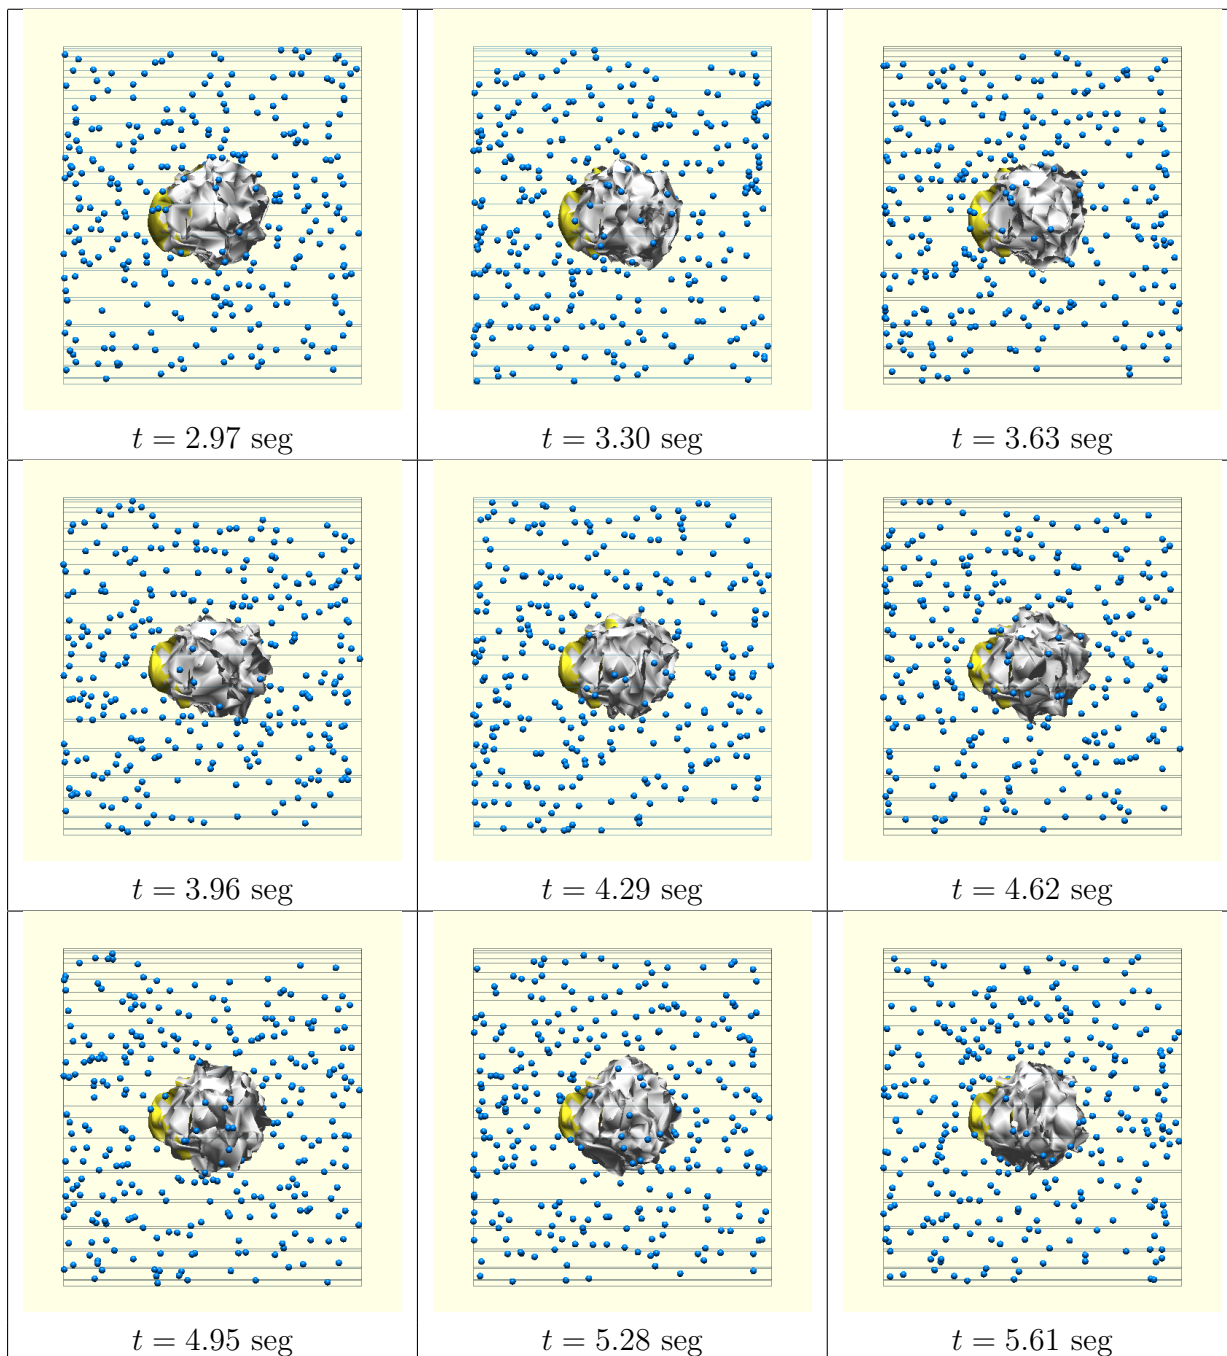 t = 2.97 seg
t = 3.30 seg
t = 3.63 seg
t = 3.96 seg
t = 4.29 seg
t = 4.62 seg
t = 4.95 seg
t = 5.28 seg
t = 5.61 seg